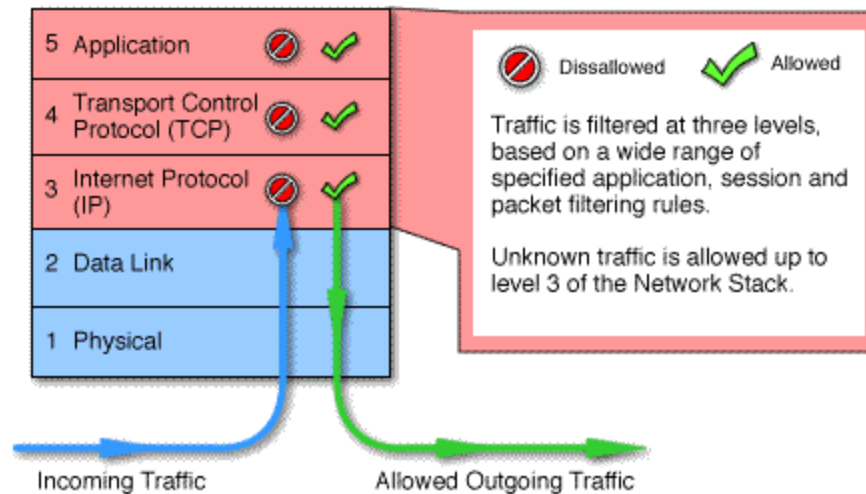 5 Application
4 Transport Control
Protocol (TCP)
3 Internet Protocol
(IP)
2 Data Link
1 Physical
Incoming Traffic
Allowed Outgoing Traffic
Dissallowed
Allowed
Traffic is filtered at three levels,
based on a wide range of
specified application, session and
packet filtering rules.
Unknown traffic is allowed up to
level 3 of the Network Stack.